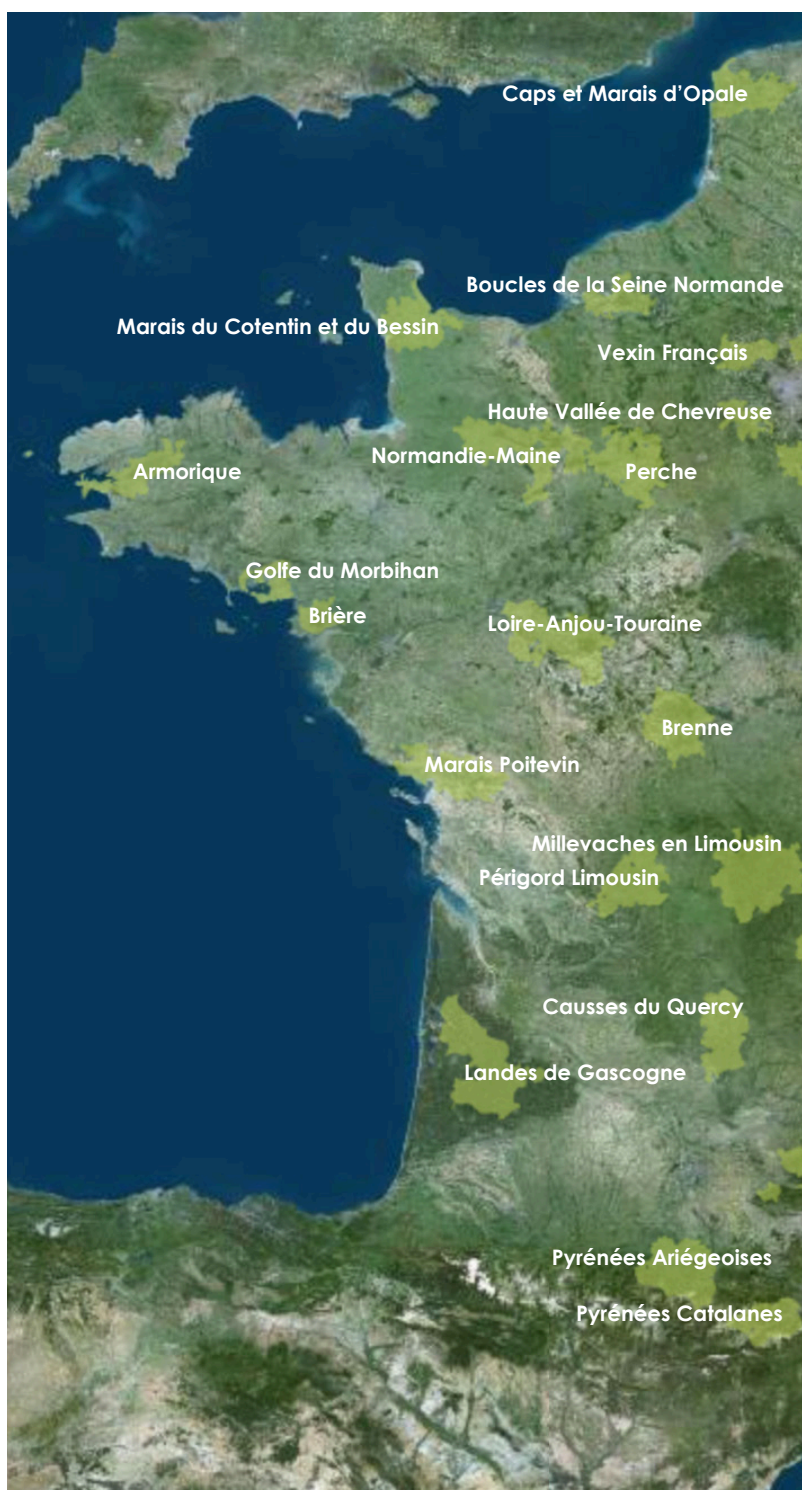 Caps et Marais d’Opale
Boucles de la Seine Normande
Marais du Cotentin et du Bessin
Vexin Français
Haute Vallée de Chevreuse
Normandie-Maine
Armorique
Perche
Golfe du Morbihan
Brière
Loire-Anjou-Touraine
Brenne
Marais Poitevin
Millevaches en Limousin
Périgord Limousin
Causses du Quercy
Landes de Gascogne
Pyrénées Ariégeoises
Pyrénées Catalanes